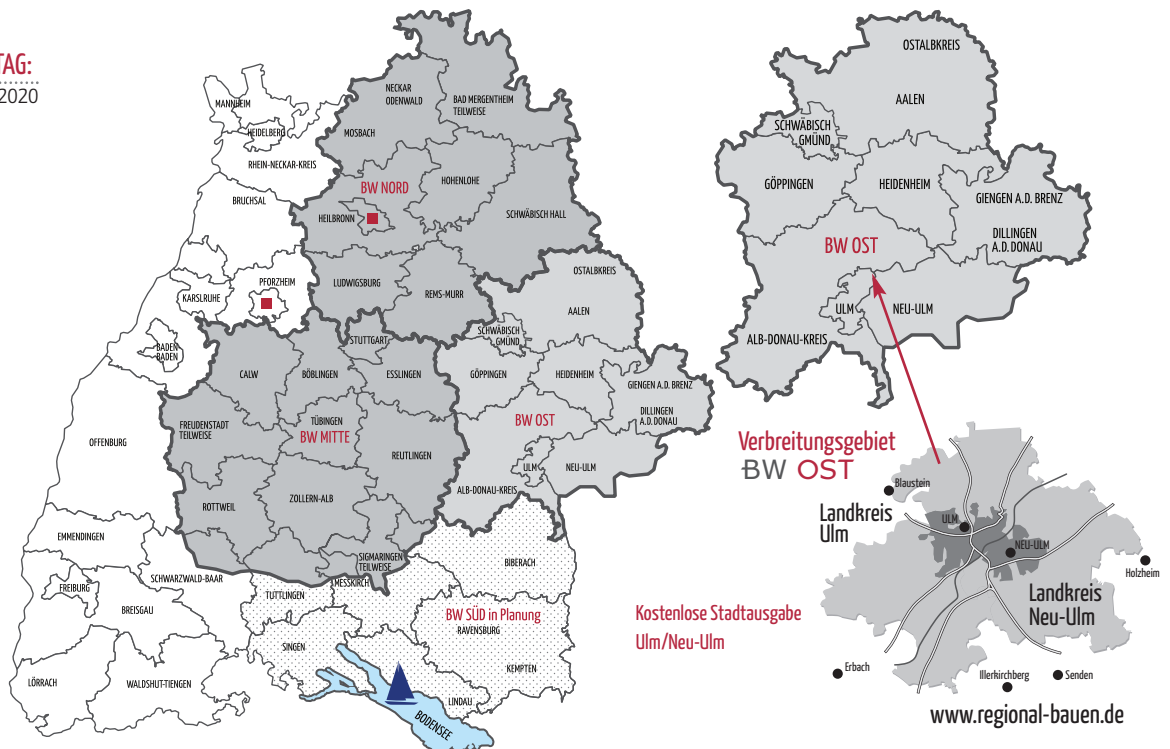 TAG:
2020
MANNHEIM
HEIDELBERG
RHEIN-NECKAR-KREIS
BRUCHSAL
KARLSRUHE
PFORZHEIM
BADEN
BADEN
OFFENBURG
EMMENDINGEN
FREIBURG
BREISGAU
SCHWARZWALD-BAAR
LÖRRACH
WALDSHUT-TIENGEN
NECKAR
ODENWALD
BAD MERGENTHEIM
TEILWEISE
MOSBACH
BW NORD
HOHENLOHE
HEILBRONN
SCHWÄBISCH HALL
LUDWIGSBURG
REMS-MURR
STUTTGART
CALW
BÖBLINGEN
ESSLINGEN
FREUDENSTADT
TEILWEISE
TÜBINGEN
BW MITTE
REUTLINGEN
ROTTWEIL
ZOLLERN-ALB
SIGMARINGEN
TEILWEISE
OSTALBKREIS
AALEN
SCHWÄBISCH
GMÜND
GÖPPINGEN
HEIDENHEIM
GIENGEN A.D. BRENZ
DILLINGEN
A.D. DONAU
BW OST
ULM
NEU-ULM
ALB-DONAU-KREIS
BIBERACH
MESSKIRCH
TUTTLINGEN
BW SÜD in Planung
RAVENSBURG
SINGEN
KEMPTEN
LINDAU
BODENSEE
OSTALBKREIS
AALEN
SCHWÄBISCH
GMÜND
GÖPPINGEN
HEIDENHEIM
GIENGEN A.D. BRENZ
DILLINGEN
A.D. DONAU
BW OST
ULM
NEU-ULM
ALB-DONAU-KREIS
Verbreitungsgebiet
BW OST
Blaustein
Landkreis
Ulm
ULM
NEU-ULM
Holzheim
Landkreis
Neu-Ulm
Kostenlose Stadtausgabe
Ulm/Neu-Ulm
Erbach
Illerkirchberg
Senden
www.regional-bauen.de